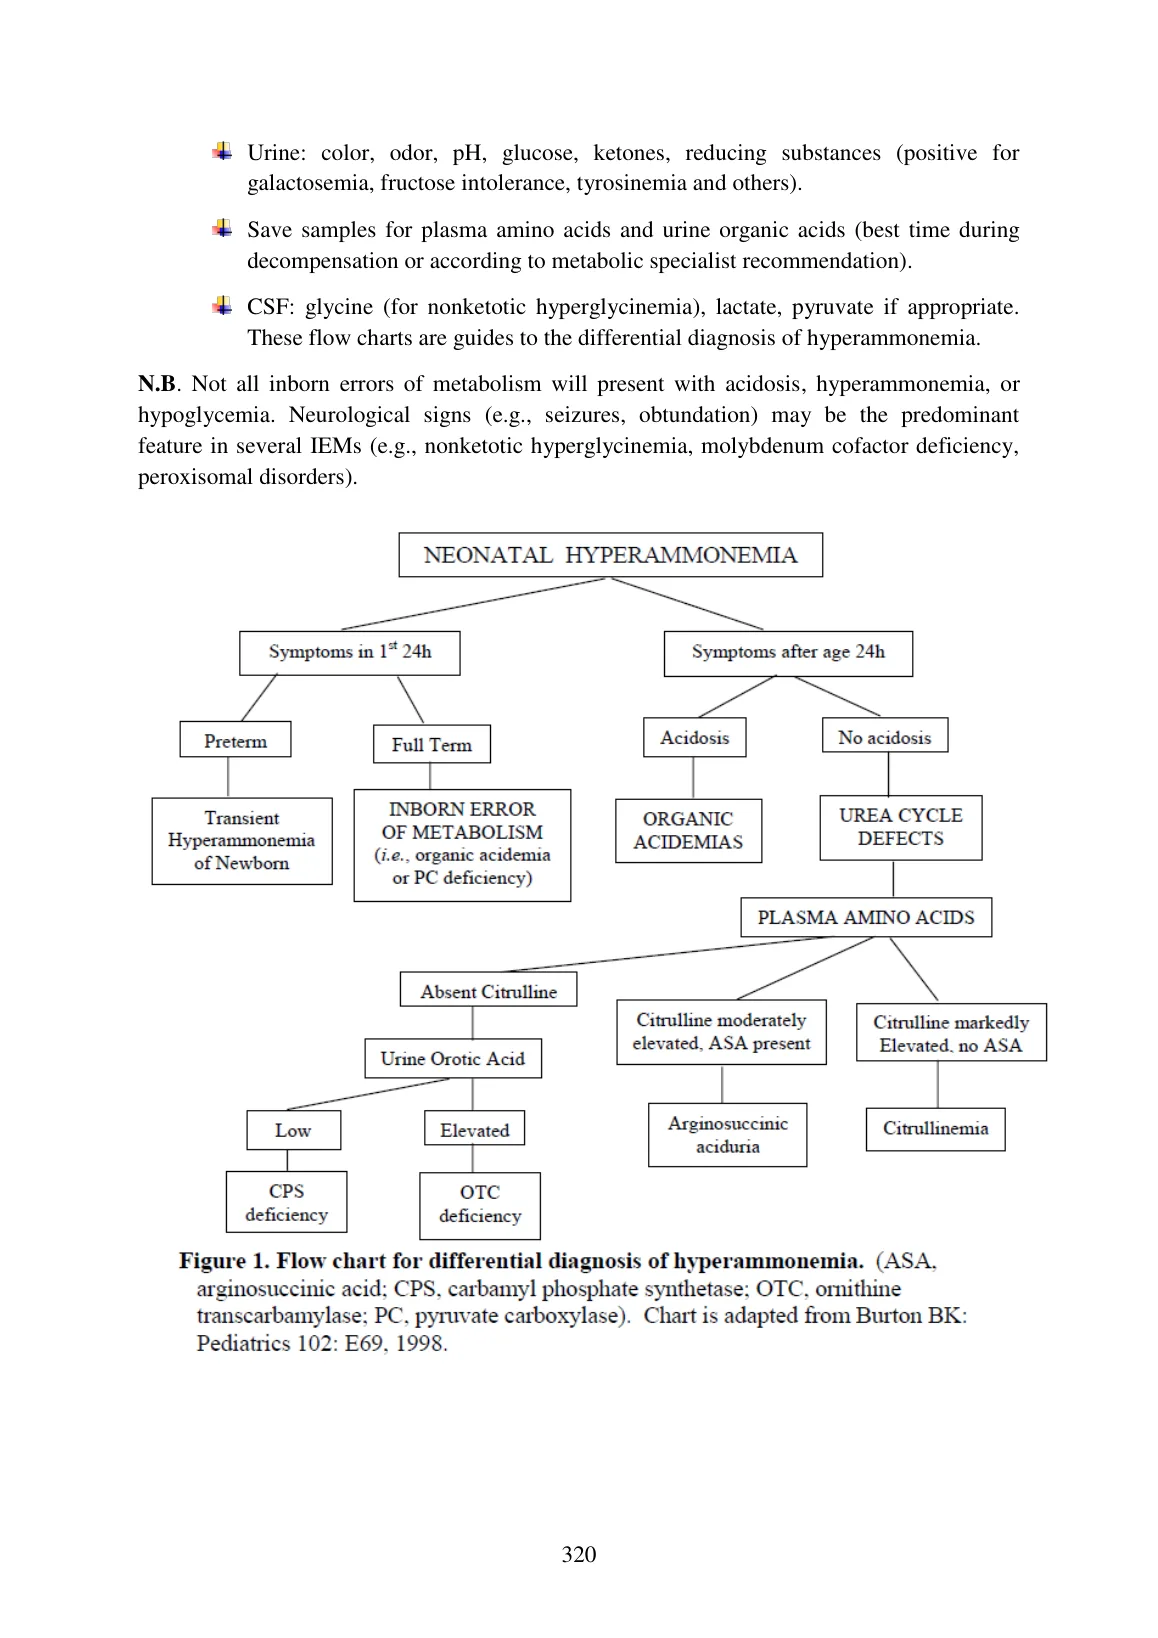 Urine: color, odor, pH, glucose, ketones, reducing substances (positive for
galactosemia, fructose intolerance, tyrosinemia and others).
Save samples for plasma amino acids and urine organic acids (best time during
decompensation or according to metabolic specialist recommendation).
CSF: glycine (for nonketotic hyperglycinemia), lactate, pyruvate if appropriate.
These flow charts are guides to the differential diagnosis of hyperammonemia.
N.B. Not all inborn errors of metabolism will present with acidosis, hyperammonemia, or
hypoglycemia. Neurological signs (e.g., seizures, obtundation) may be the predominant
feature in several IEMs (e.g., nonketotic hyperglycinemia, molybdenum cofactor deficiency,
peroxisomal disorders).
NEONATAL HYPERAMMONEMIA
Symptoms in 1st 24h
Symptoms after age 24h
Preterm
Full Term
Acidosis
No acidosis
Transient
Hyperammonemia
of Newborn
INBORN ERROR
OF METABOLISM
(i.e., organic acidemia
or PC deficiency)
ORGANIC
ACIDEMIAS
UREA CYCLE
DEFECTS
PLASMA AMINO ACIDS
Absent Citrulline
Citrulline moderately
elevated, ASA present
Citrulline markedly
Elevated, no ASA
Urine Orotic Acid
Low
Elevated
Arginosuccinic
aciduria
Citrullinemia
CPS
deficiency
OTC
deficiency
Figure 1. Flow chart for differential diagnosis of hyperammonemia. (ASA,
arginosuccinic acid; CPS, carbamyl phosphate synthetase; OTC, ornithine
transcarbamylase; PC, pyruvate carboxylase). Chart is adapted from Burton BK:
Pediatrics 102: E69, 1998.
320